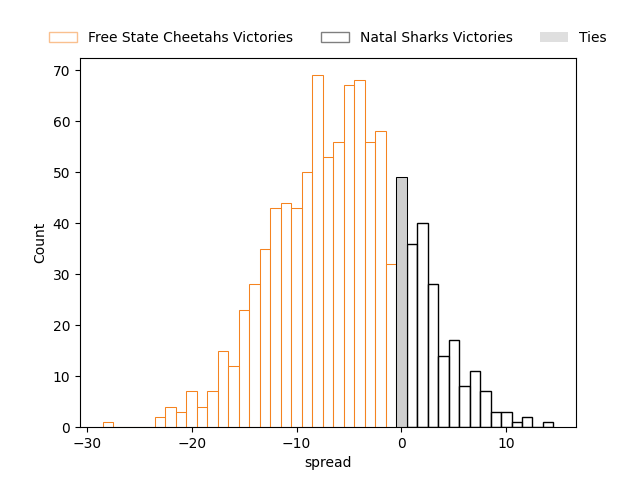 Free State Cheetahs Victories Natal Sharks Victories Ties
70
60
50
40
30
20
10
0
Count
−30 −20 −10 0 10
spread